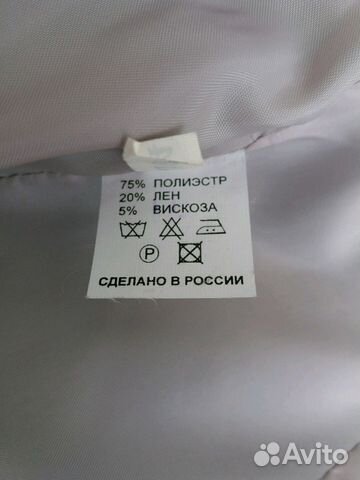 75% ПОЛИЭСТР
20% ЛЕН
5% ВИСКОЗА
P
СДЕЛАНО В РОССИИ
Avito